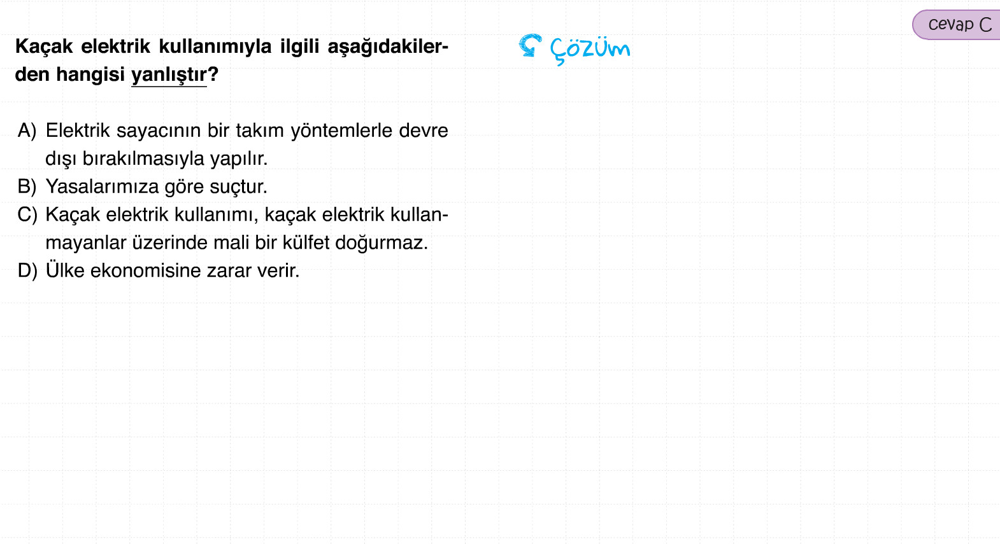 Kaçak elektrik kullanımıyla ilgili aşağıdakiler-
den hangisi yanlıştır?
A) Elektrik sayacının bir takım yöntemlerle devre
dışı bırakılmasıyla yapılır.
B) Yasalarımıza göre suçtur.
C) Kaçak elektrik kullanımı, kaçak elektrik kullan-
mayanlar üzerinde mali bir külfet doğurmaz.
D) Ülke ekonomisine zarar verir.
Çözüm
cevap C